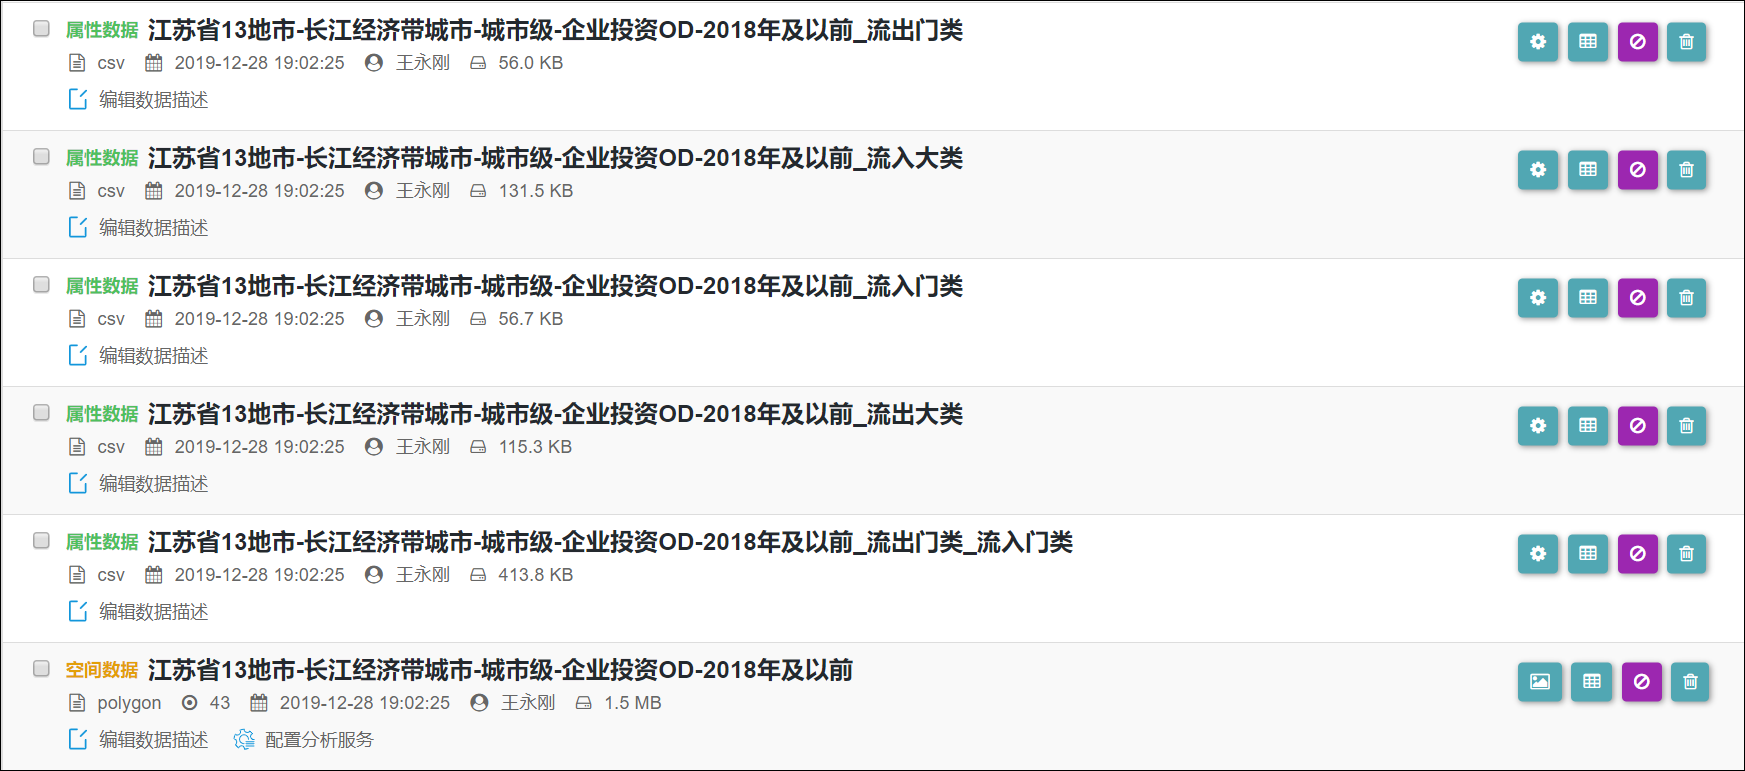 属性数据 江苏省13地市-长江经济带城市-城市级-企业投资OD-2018年及以前_流出门类
csv 2019-12-28 19:02:25 王永刚 56.0 KB
编辑数据描述
属性数据 江苏省13地市-长江经济带城市-城市级-企业投资OD-2018年及以前_流入大类
csv 2019-12-28 19:02:25 王永刚 131.5 KB
编辑数据描述
属性数据 江苏省13地市-长江经济带城市-城市级-企业投资OD-2018年及以前_流入门类
csv 2019-12-28 19:02:25 王永刚 56.7 KB
编辑数据描述
属性数据 江苏省13地市-长江经济带城市-城市级-企业投资OD-2018年及以前_流出大类
csv 2019-12-28 19:02:25 王永刚 115.3 KB
编辑数据描述
属性数据 江苏省13地市-长江经济带城市-城市级-企业投资OD-2018年及以前_流出门类_流入门类
csv 2019-12-28 19:02:25 王永刚 413.8 KB
编辑数据描述
空间数据 江苏省13地市-长江经济带城市-城市级-企业投资OD-2018年及以前
polygon 43 2019-12-28 19:02:25 王永刚 1.5 MB
编辑数据描述 配置分析服务